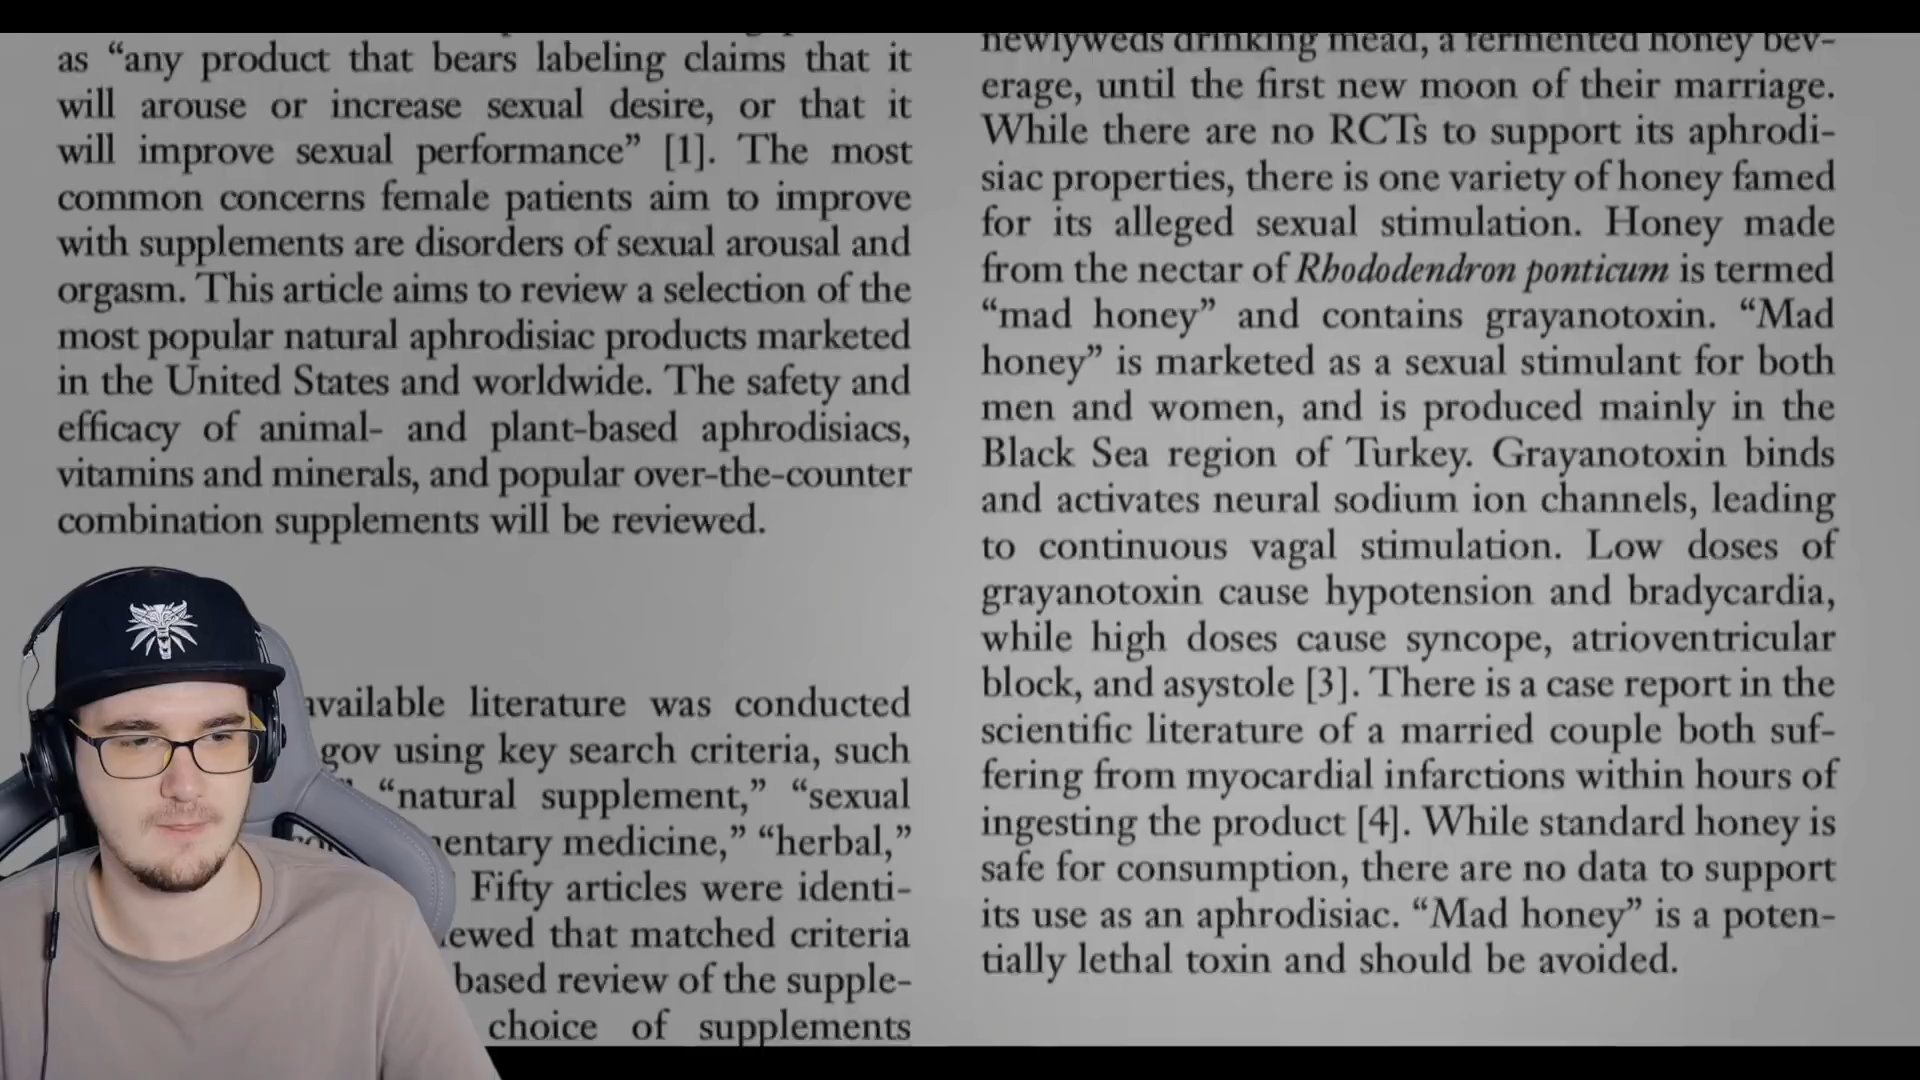 as “any product that bears labeling claims that it
will arouse or increase sexual desire, or that it
will improve sexual performance” [1]. The most
common concerns female patients aim to improve
with supplements are disorders of sexual arousal and
orgasm. This article aims to review a selection of the
most popular natural aphrodisiac products marketed
in the United States and worldwide. The safety and
efficacy of animal- and plant-based aphrodisiacs,
vitamins and minerals, and popular over-the-counter
combination supplements will be reviewed.
literature was conducted
gov using key search criteria, such
“natural supplement,” “sexual
medicine,” “herbal,”
Fifty articles were identi-
that matched criteria
based review of the supple-
choice of supplements
newlyweds drinking mead, a fermented honey bev-
erage, until the first new moon of their marriage.
While there are no RCTs to support its aphrodi-
siac properties, there is one variety of honey famed
for its alleged sexual stimulation. Honey made
from the nectar of Rhododendron ponticum is termed
“mad honey” and contains grayanotoxin. “Mad
honey” is marketed as a sexual stimulant for both
men and women, and is produced mainly in the
Black Sea region of Turkey. Grayanotoxin binds
and activates neural sodium ion channels, leading
to continuous vagal stimulation. Low doses of
grayanotoxin cause hypotension and bradycardia,
while high doses cause syncope, atrioventricular
block, and asystole [3]. There is a case report in the
scientific literature of a married couple both suf-
fering from myocardial infarctions within hours of
ingesting the product [4]. While standard honey is
safe for consumption, there are no data to support
its use as an aphrodisiac. “Mad honey” is a poten-
tially lethal toxin and should be avoided.